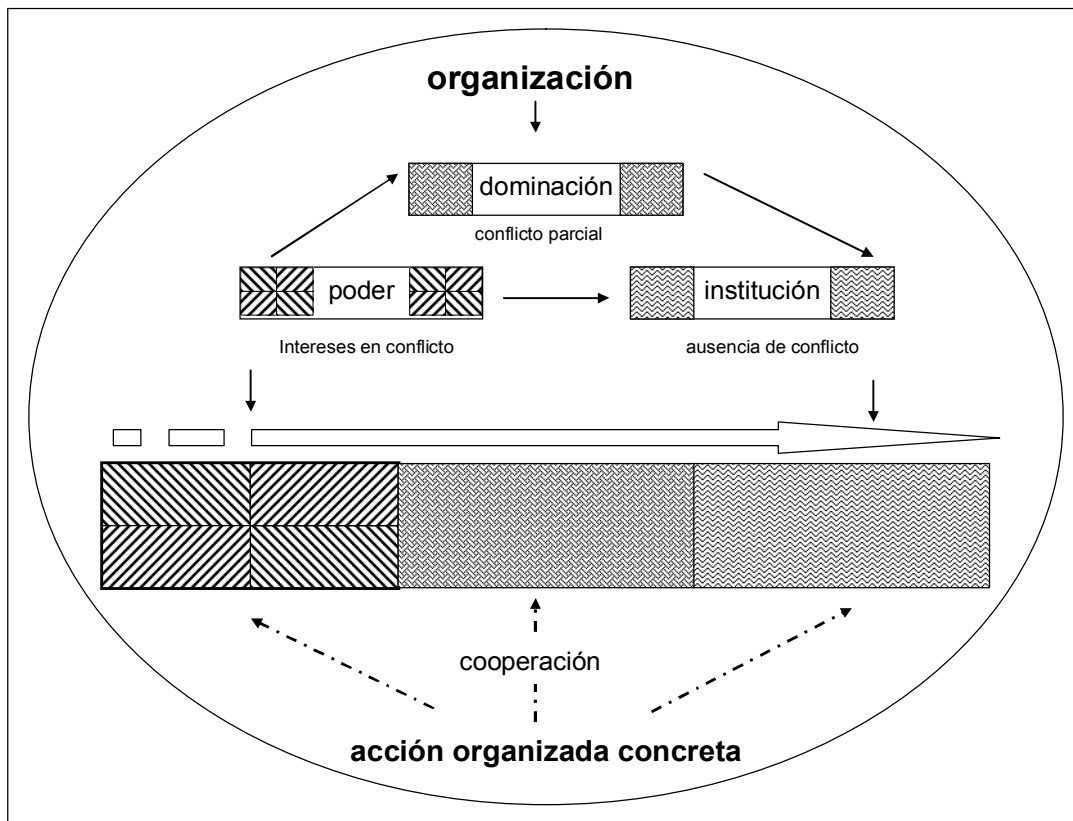 organización
dominación
conflicto parcial
poder
institución
Intereses en conflicto
ausencia de conflicto
cooperación
acción organizada concreta